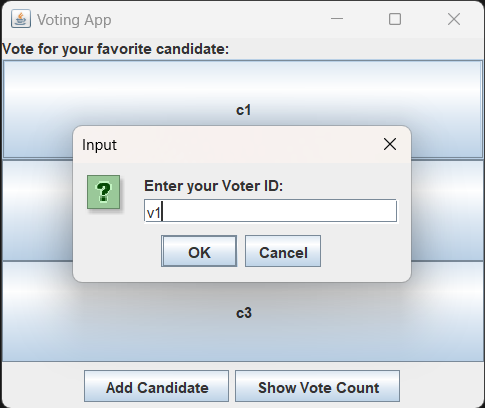 Voting App
Vote for your favorite candidate:
c1
Input
?
Enter your Voter ID:
v1
OK Cancel
c3
Add Candidate Show Vote Count